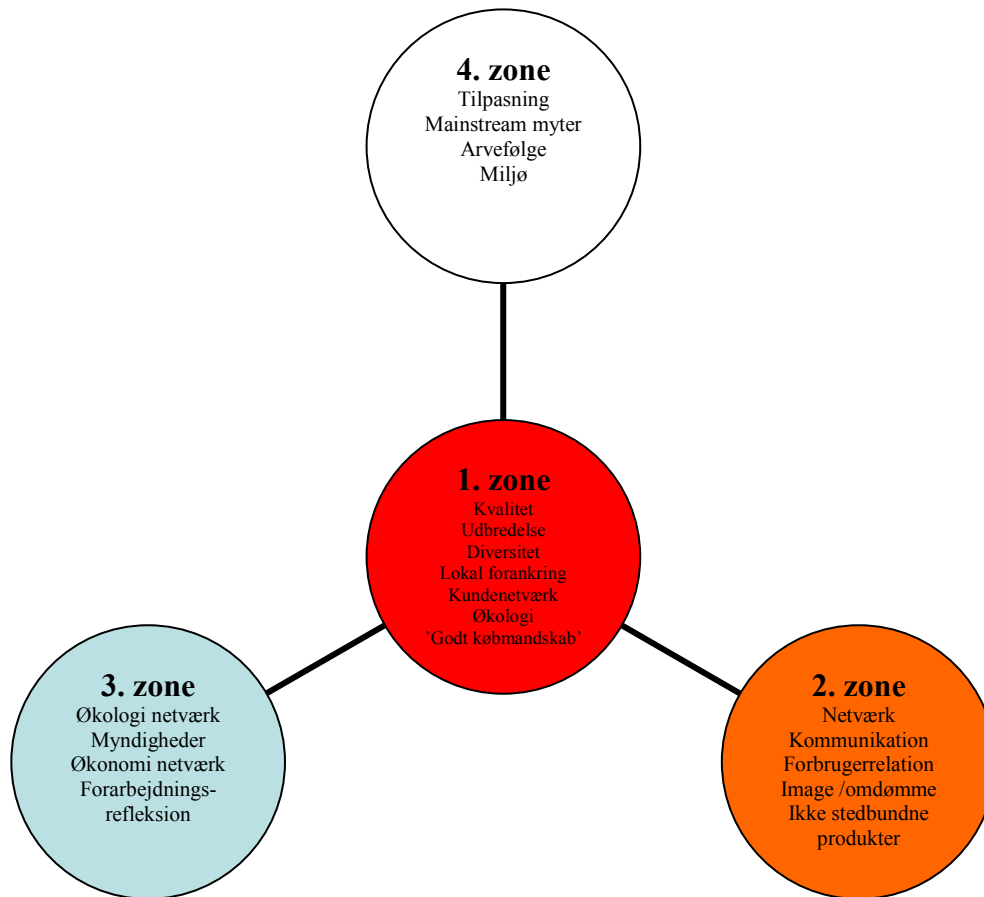 4. zone
Tilpasning
Mainstream myter
Arvefølge
Miljø
1. zone
Kvalitet
Udbredelse
Diversitet
Lokal forankring
Kundenetværk
Økologi
’Godt købmandskab’
3. zone
Økologi netværk
Myndigheder
Økonomi netværk
Forarbejdnings-
refleksion
2. zone
Netværk
Kommunikation
Forbrugerrelation
Image /omdømme
Ikke stedbundne
produkter